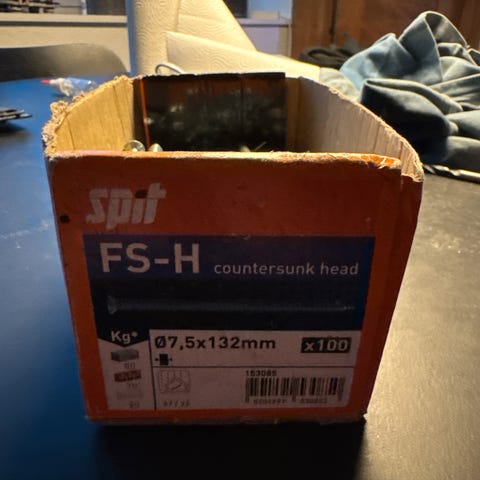 spit
FS-H countersunk head
Kg*
Ø7,5x132mm
x100
153085